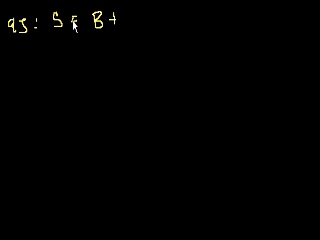 95: S = B +